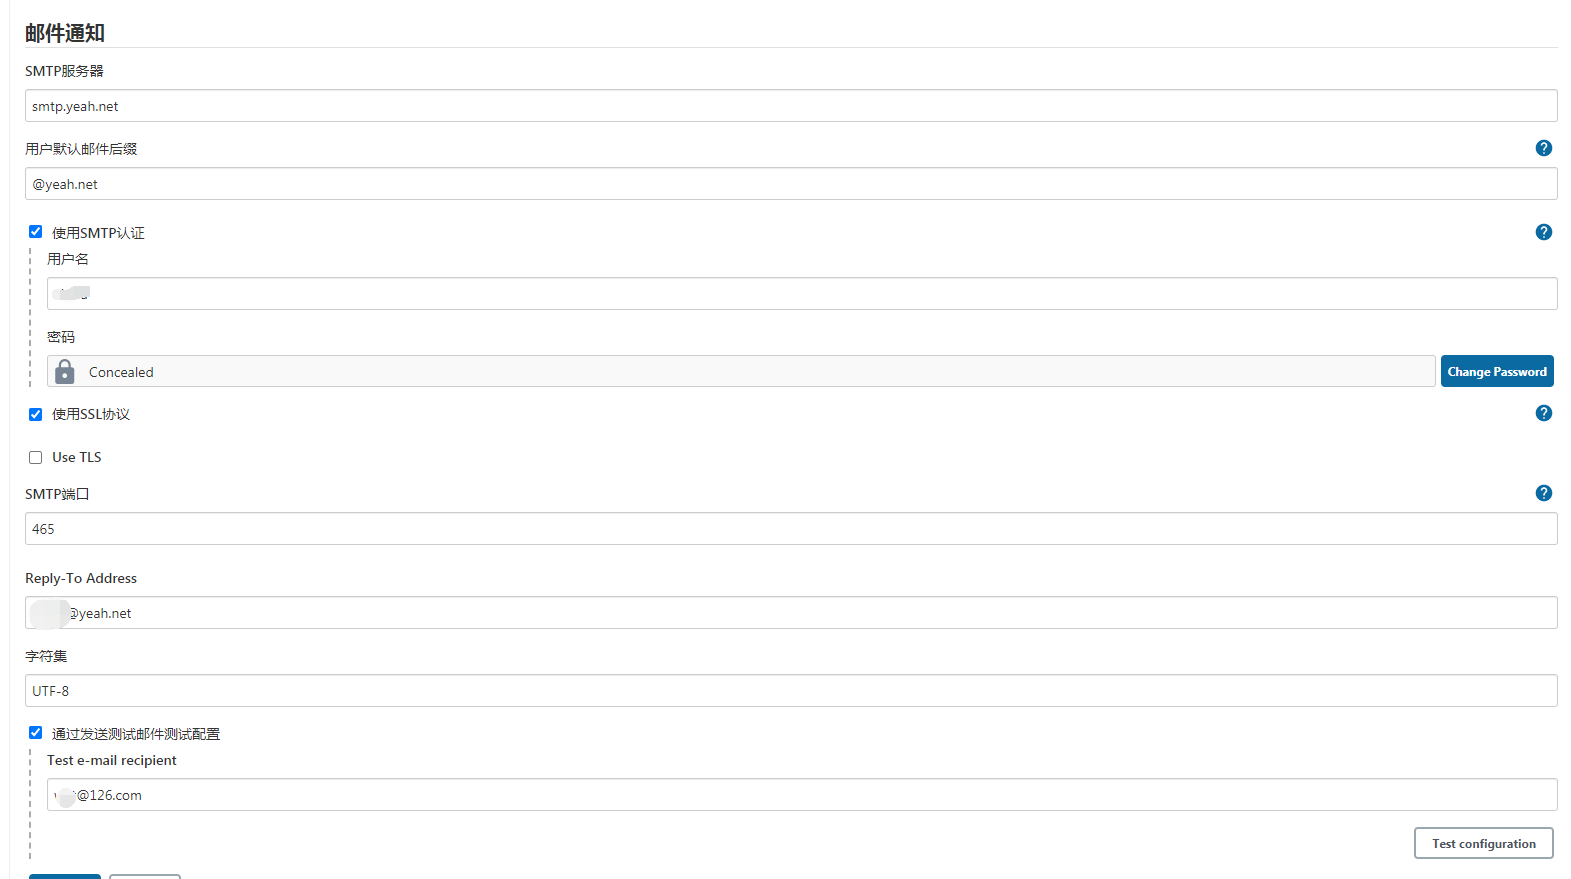 邮件通知
SMTP服务器
smtp.yeah.net
用户默认邮件后缀
@yeah.net
使用SMTP认证
用户名
密码
Concealed
Change Password
使用SSL协议
Use TLS
SMTP端口
465
Reply-To Address
@yeah.net
字符集
UTF-8
通过发送测试邮件测试配置
Test e-mail recipient
@126.com
Test configuration